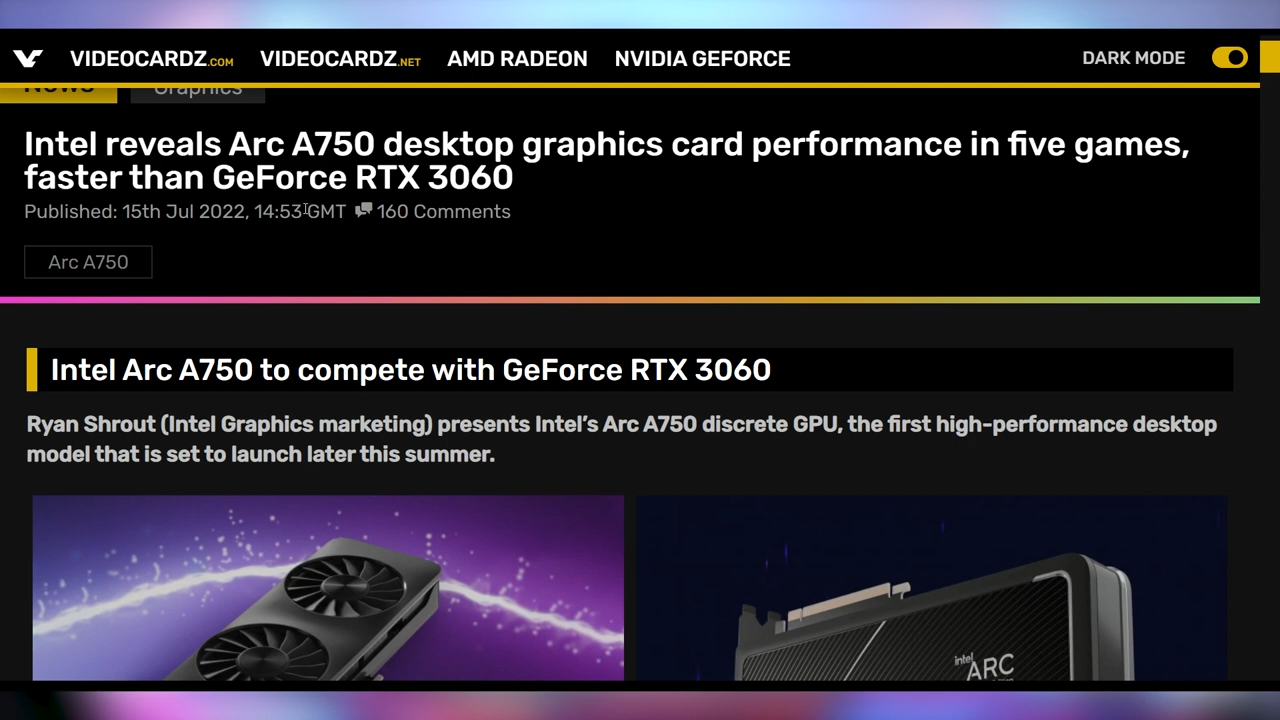 VIDEOCARDZ.COM VIDEOCARDZ.NET AMD RADEON NVIDIA GEFORCE DARK MODE
News Graphics
Intel reveals Arc A750 desktop graphics card performance in five games,
faster than GeForce RTX 3060
Published: 15th Jul 2022, 14:53 GMT 160 Comments
Arc A750
Intel Arc A750 to compete with GeForce RTX 3060
Ryan Shrout (Intel Graphics marketing) presents Intel's Arc A750 discrete GPU, the first high-performance desktop
model that is set to launch later this summer.
intel ARC